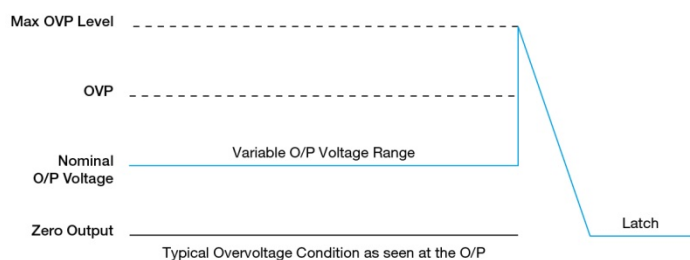 Max OVP Level
OVP
Variable O/P Voltage Range
Nominal
O/P Voltage
Zero Output
Latch
Typical Overvoltage Condition as seen at the O/P